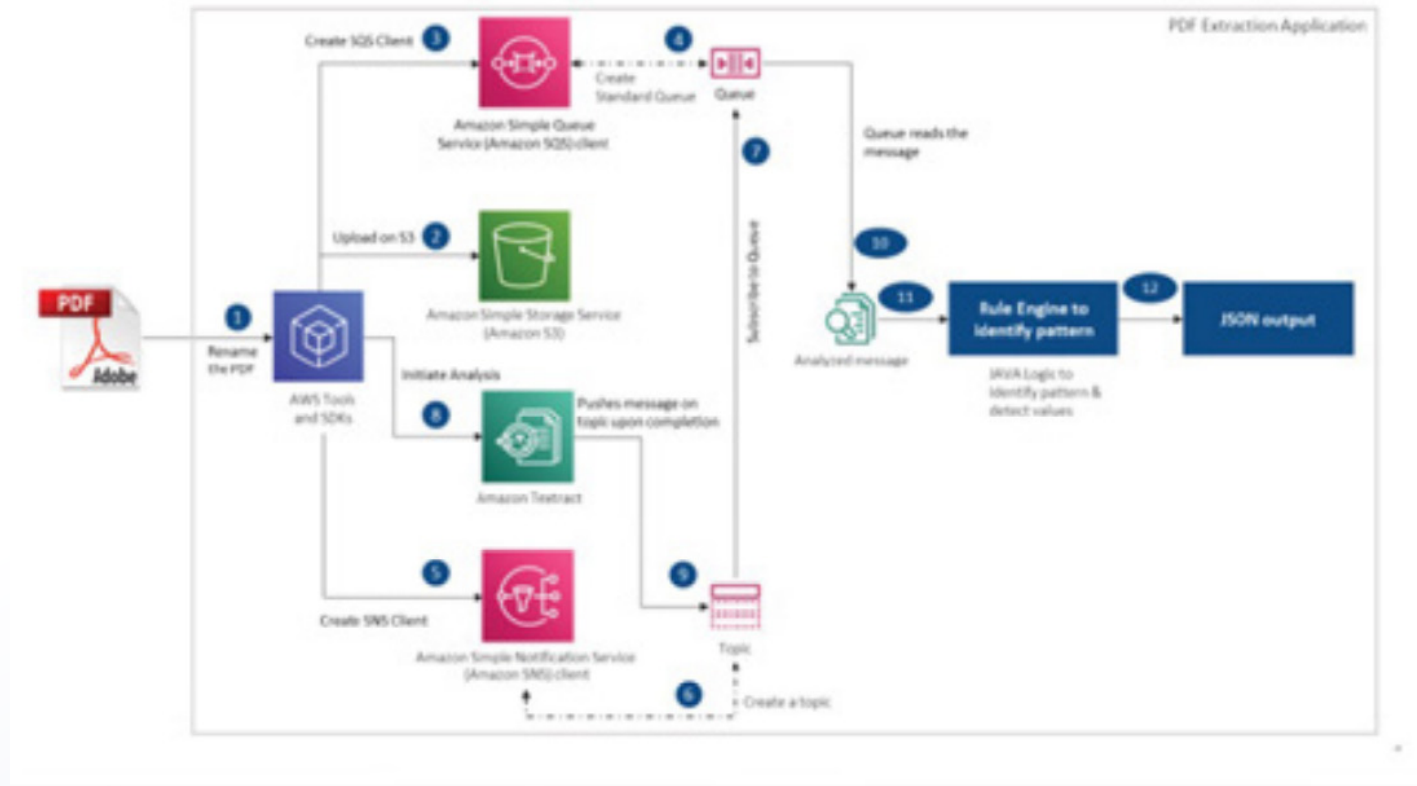 PDF Extraction Application
Create SQS Client
3
4
Create
Standard Queue
Queue
Amazon Simple Queue
Service (Amazon SQS) client
7
Queue reads the
message
Upload on S3
2
Subscribe to Queue
10
PDF
Adobe
1
Rename
the PDF
Amazon Simple Storage Service
(Amazon S3)
11
Rule Engine to
identify pattern
12
JSON output
Analyzed message
JAVA Logic to
identify pattern &
detect values
AWS Tools
and SDKs
Initiate Analysis
8
Pushes message on
topic upon completion
Amazon Textract
5
9
Create SNS Client
Topic
Amazon Simple Notification Service
(Amazon SNS) client
6
Create a topic